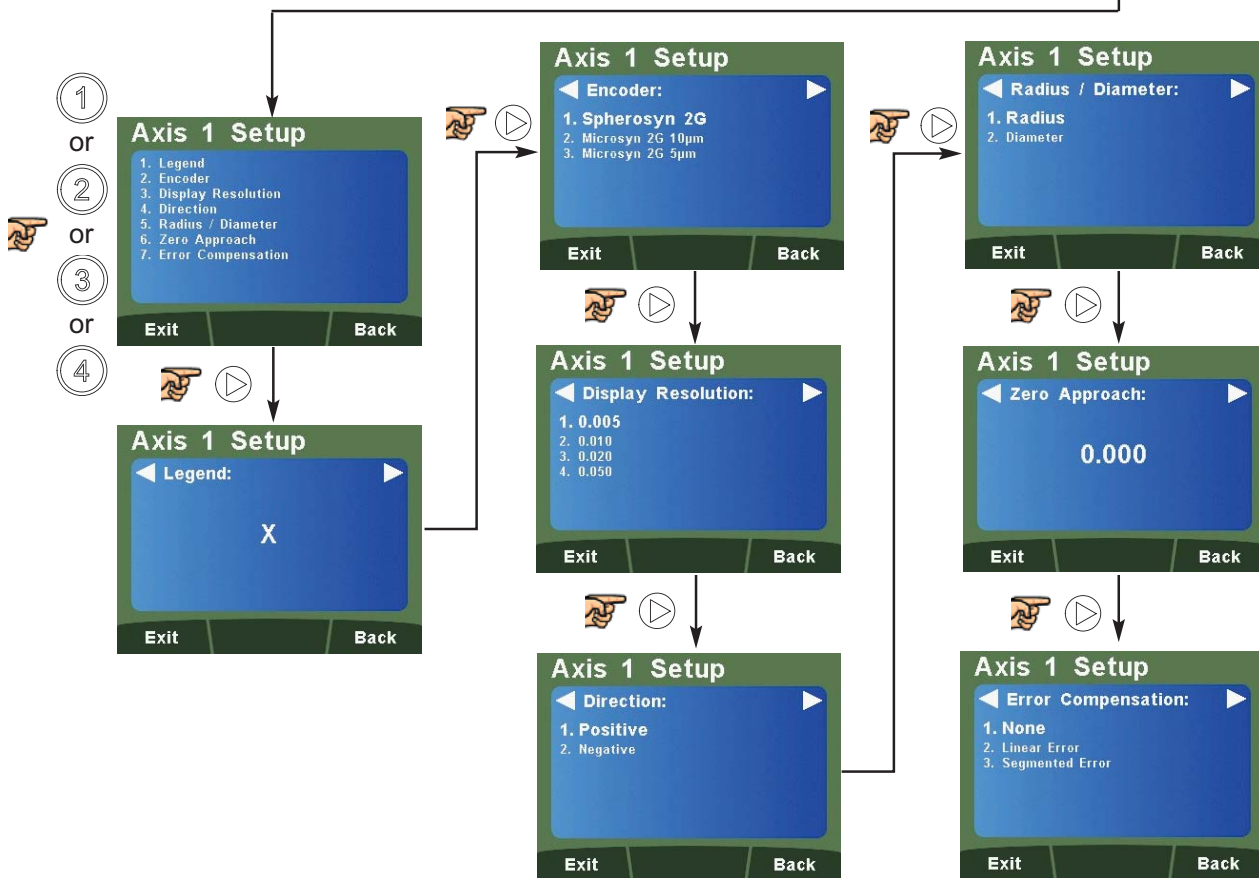 1
or
2
or
3
or
4
Axis 1 Setup
1. Legend
2. Encoder
3. Display Resolution
4. Direction
5. Radius / Diameter
6. Zero Approach
7. Error Compensation
Exit
Back
Axis 1 Setup
Legend:
X
Exit
Back
Axis 1 Setup
Encoder:
1. Spherosyn 2G
2. Microsyn 2G 10µm
3. Microsyn 2G 5µm
Exit
Back
Axis 1 Setup
Display Resolution:
1. 0.005
2. 0.010
3. 0.020
4. 0.050
Exit
Back
Axis 1 Setup
Direction:
1. Positive
2. Negative
Exit
Back
Axis 1 Setup
Radius / Diameter:
1. Radius
2. Diameter
Exit
Back
Axis 1 Setup
Zero Approach:
0.000
Exit
Back
Axis 1 Setup
Error Compensation:
1. None
2. Linear Error
3. Segmented Error
Exit
Back